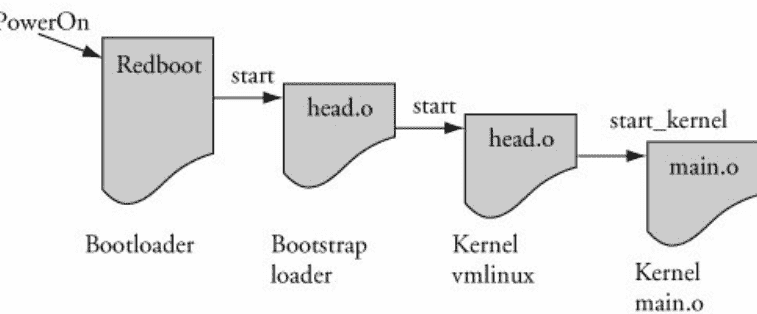 PowerOn
Redboot
start
head.o
start
head.o
start_kernel
main.o
Bootloader
Bootstrap
loader
Kernel
vmlinux
Kernel
main.o